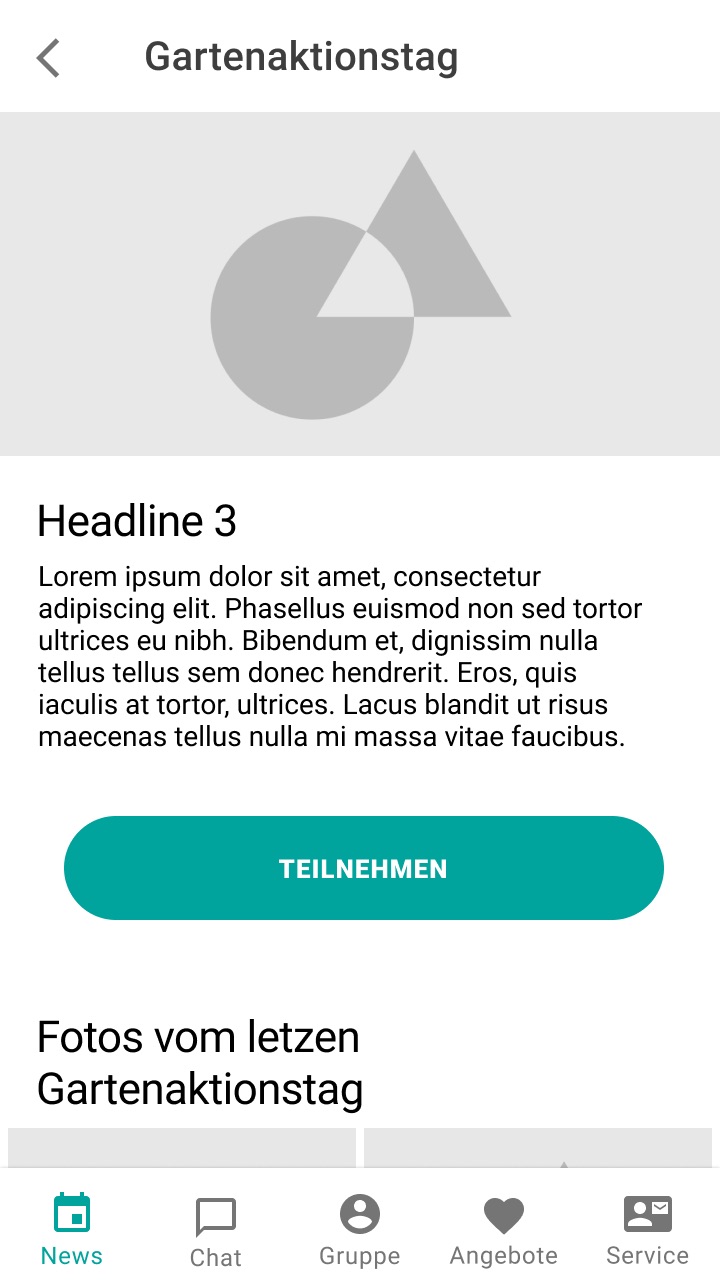 Gartenaktionstag
Headline 3
Lorem ipsum dolor sit amet, consectetur
adipiscing elit. Phasellus euismod non sed tortor
ultrices eu nibh. Bibendum et, dignissim nulla
tellus tellus sem donec hendrerit. Eros, quis
iaculis at tortor, ultrices. Lacus blandit ut risus
maecenas tellus nulla mi massa vitae faucibus.
TEILNEHMEN
Fotos vom letzen
Gartenaktionstag
News
Chat
Gruppe
Angebote
Service